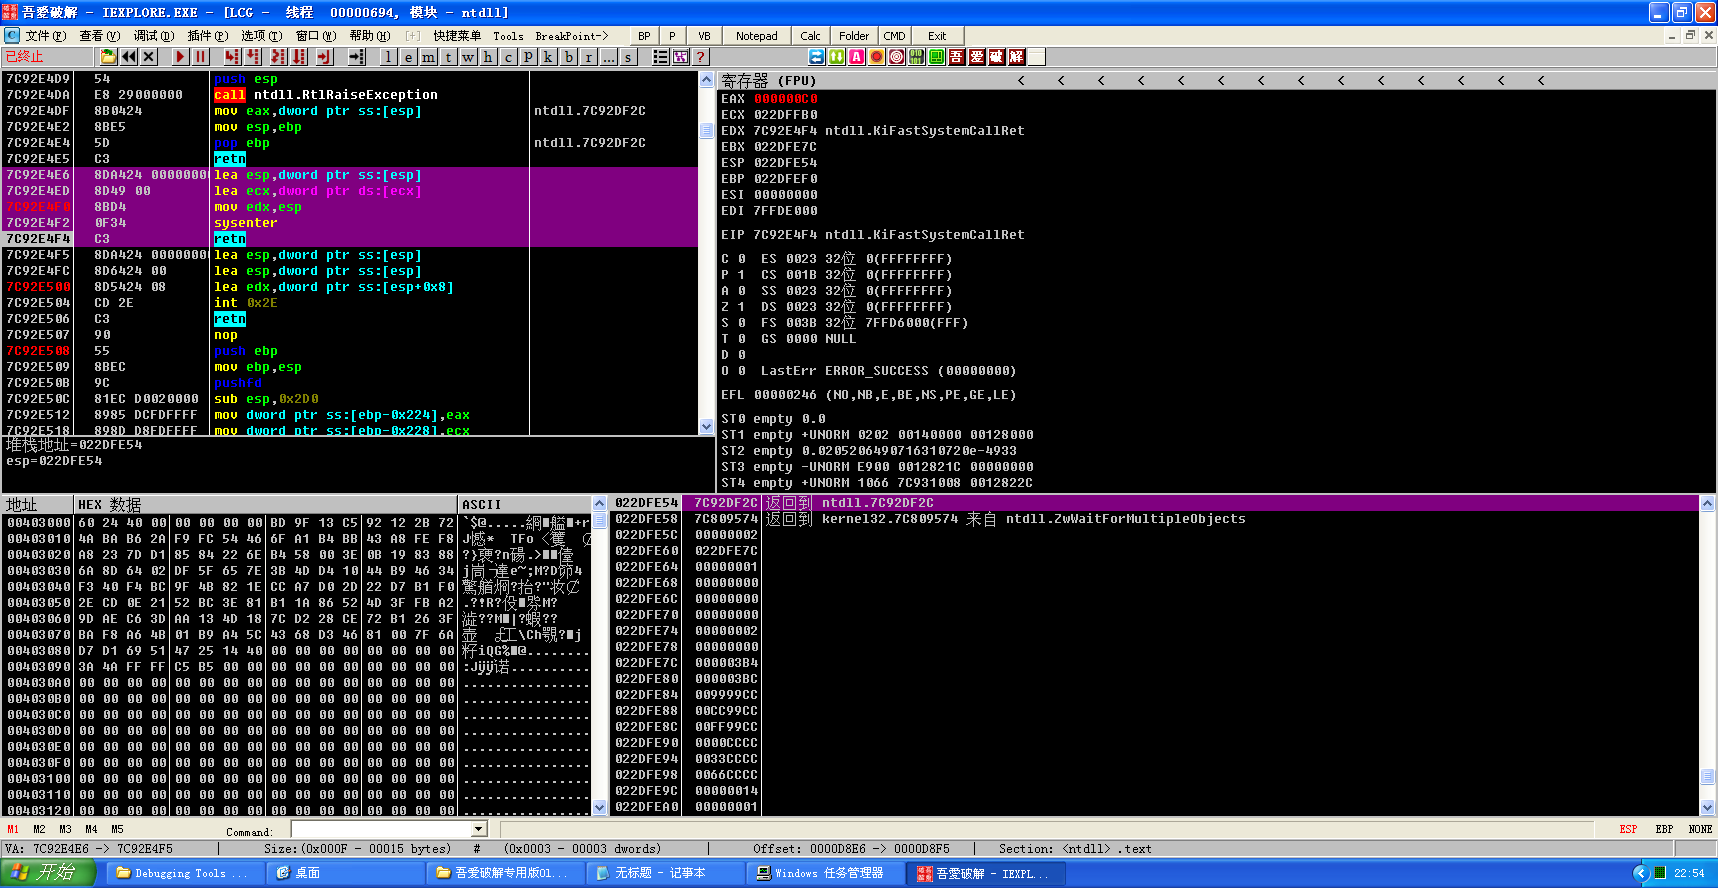 吾爱破解 - IEXPLORE.EXE - [LCG -  线程  00000694, 模块 - ntdll]
文件(F) 查看(V) 调试(D) 插件(P) 选项(T) 窗口(W) 帮助(H) [+] 快捷菜单 Tools BreakPoint-> BP P VB Notepad Calc Folder CMD Exit
已终止 l e m t w h c P k b r ... s ? A 吾 爱 破 解
7C92E4D9 54 push esp
7C92E4DA E8 29000000 call ntdll.RtlRaiseException
7C92E4DF 8B0424 mov eax,dword ptr ss:[esp] ntdll.7C92DF2C
7C92E4E2 8BE5 mov esp,ebp
7C92E4E4 5D pop ebp ntdll.7C92DF2C
7C92E4E5 C3 retn
7C92E4E6 8DA424 0000000 lea esp,dword ptr ss:[esp]
7C92E4ED 8D49 00 lea ecx,dword ptr ds:[ecx]
7C92E4F0 8BD4 mov edx,esp
7C92E4F2 0F34 sysenter
7C92E4F4 C3 retn
7C92E4F5 8DA424 0000000 lea esp,dword ptr ss:[esp]
7C92E4FC 8D6424 00 lea esp,dword ptr ss:[esp]
7C92E500 8D5424 08 lea edx,dword ptr ss:[esp+0x8]
7C92E504 CD 2E int 0x2E
7C92E506 C3 retn
7C92E507 90 nop
7C92E508 55 push ebp
7C92E509 8BEC mov ebp,esp
7C92E50B 9C pushfd
7C92E50C 81EC D0020000 sub esp,0x2D0
7C92E512 8985 DCFDFFFF mov dword ptr ss:[ebp-0x224],eax
7C92E518 898D D8FDFFFF mov dword ptr ss:[ebp-0x228],ecx
堆栈地址=022DFE54
esp=022DFE54
寄存器 (FPU) < < < < < < < < < < < < < <
EAX 000000C0
ECX 022DFFB0
EDX 7C92E4F4 ntdll.KiFastSystemCallRet
EBX 022DFE7C
ESP 022DFE54
EBP 022DFEF0
ESI 00000000
EDI 7FFDE000
EIP 7C92E4F4 ntdll.KiFastSystemCallRet
C 0 ES 0023 32位 0(FFFFFFFF)
P 1 CS 001B 32位 0(FFFFFFFF)
A 0 SS 0023 32位 0(FFFFFFFF)
Z 1 DS 0023 32位 0(FFFFFFFF)
S 0 FS 003B 32位 7FFD6000(FFF)
T 0 GS 0000 NULL
D 0
O 0 LastErr ERROR_SUCCESS (00000000)
EFL 00000246 (NO,NB,E,BE,NS,PE,GE,LE)
ST0 empty 0.0
ST1 empty +UNORM 0202 00140000 00128000
ST2 empty 0.0205206490716310720e-4933
ST3 empty -UNORM E900 0012821C 00000000
ST4 empty +UNORM 1066 7C931008 0012822C
地址 HEX 数据 ASCII
00403000 60 24 40 00 00 00 00 00 BD 9F 13 C5 92 12 2B 72
00403010 4A BA B6 2A F9 FC 54 46 6F A1 B4 BB 43 A8 FE F8
00403020 A8 23 7D D1 85 84 22 6E B4 58 00 3E 0B 19 83 88
00403030 6A 8D 64 02 DF 5F 65 7E 3B 4D D4 10 44 B9 46 34
00403040 F3 40 F4 BC 9F 4B 82 1E CC A7 D0 2D 22 D7 B1 F0
00403050 2E CD 0E 21 52 BC 3E 81 B1 1A 86 52 4D 3F FB A2
00403060 9D AE C6 3D AA 13 4D 18 7C D2 28 CE 72 B1 26 3F
00403070 BA F8 A6 4B 01 B9 A4 5C 43 68 D3 46 81 00 7F 6A
00403080 D7 D1 69 51 47 25 14 40 00 00 00 00 00 00 00 00
00403090 3A 4A FF FF C5 B5 00 00 00 00 00 00 00 00 00 00
004030A0 00 00 00 00 00 00 00 00 00 00 00 00 00 00 00 00 ................
004030B0 00 00 00 00 00 00 00 00 00 00 00 00 00 00 00 00 ................
004030C0 00 00 00 00 00 00 00 00 00 00 00 00 00 00 00 00 ................
004030D0 00 00 00 00 00 00 00 00 00 00 00 00 00 00 00 00 ................
004030E0 00 00 00 00 00 00 00 00 00 00 00 00 00 00 00 00 ................
004030F0 00 00 00 00 00 00 00 00 00 00 00 00 00 00 00 00 ................
00403100 00 00 00 00 00 00 00 00 00 00 00 00 00 00 00 00 ................
00403110 00 00 00 00 00 00 00 00 00 00 00 00 00 00 00 00 ................
00403120 00 00 00 00 00 00 00 00 00 00 00 00 00 00 00 00 ................
022DFE54 7C92DF2C 返回到 ntdll.7C92DF2C
022DFE58 7C809574 返回到 kernel32.7C809574 来自 ntdll.ZwWaitForMultipleObjects
022DFE5C 00000002
022DFE60 022DFE7C
022DFE64 00000001
022DFE68 00000000
022DFE6C 00000000
022DFE70 00000000
022DFE74 00000002
022DFE78 00000000
022DFE7C 000003B4
022DFE80 000003BC
022DFE84 009999CC
022DFE88 00CC99CC
022DFE8C 00FF99CC
022DFE90 0000CCCC
022DFE94 0033CCCC
022DFE98 0066CCCC
022DFE9C 00000014
022DFEA0 00000001
M1 M2 M3 M4 M5 Command: ESP EBP NONE
VA: 7C92E4E6 -> 7C92E4F5 | Size:(0x000F - 00015 bytes) # (0x0003 - 00003 dwords) | Offset: 0000D8E6 -> 0000D8F5 | Section: <ntdll> .text
开始 Debugging Tools ... 桌面 吾爱破解专用版Ol... 无标题 - 记事本 Windows 任务管理器 吾爱破解 - IEXPL... 22:54